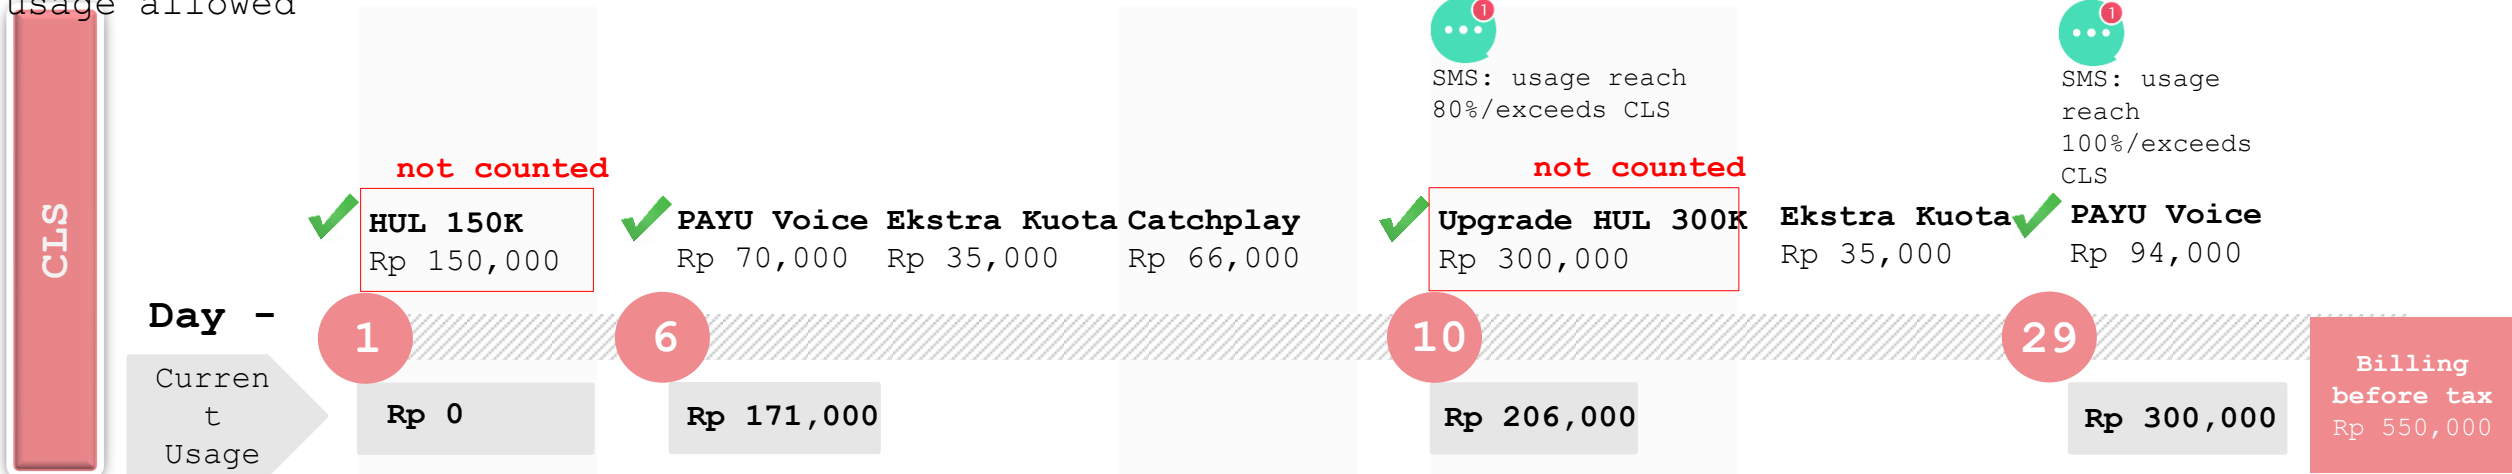 usage allowed
CLS
1
SMS: usage reach
80%/exceeds CLS
1
SMS: usage
reach
100%/exceeds
CLS
not counted
not counted
HUL 150K
Rp 150,000
PAYU Voice
Rp 70,000
Ekstra Kuota
Rp 35,000
Catchplay
Rp 66,000
Upgrade HUL 300K
Rp 300,000
Ekstra Kuota
Rp 35,000
PAYU Voice
Rp 94,000
Day -
1
6
10
29
Curren
t
Usage
Rp 0
Rp 171,000
Rp 206,000
Rp 300,000
Billing
before tax
Rp 550,000